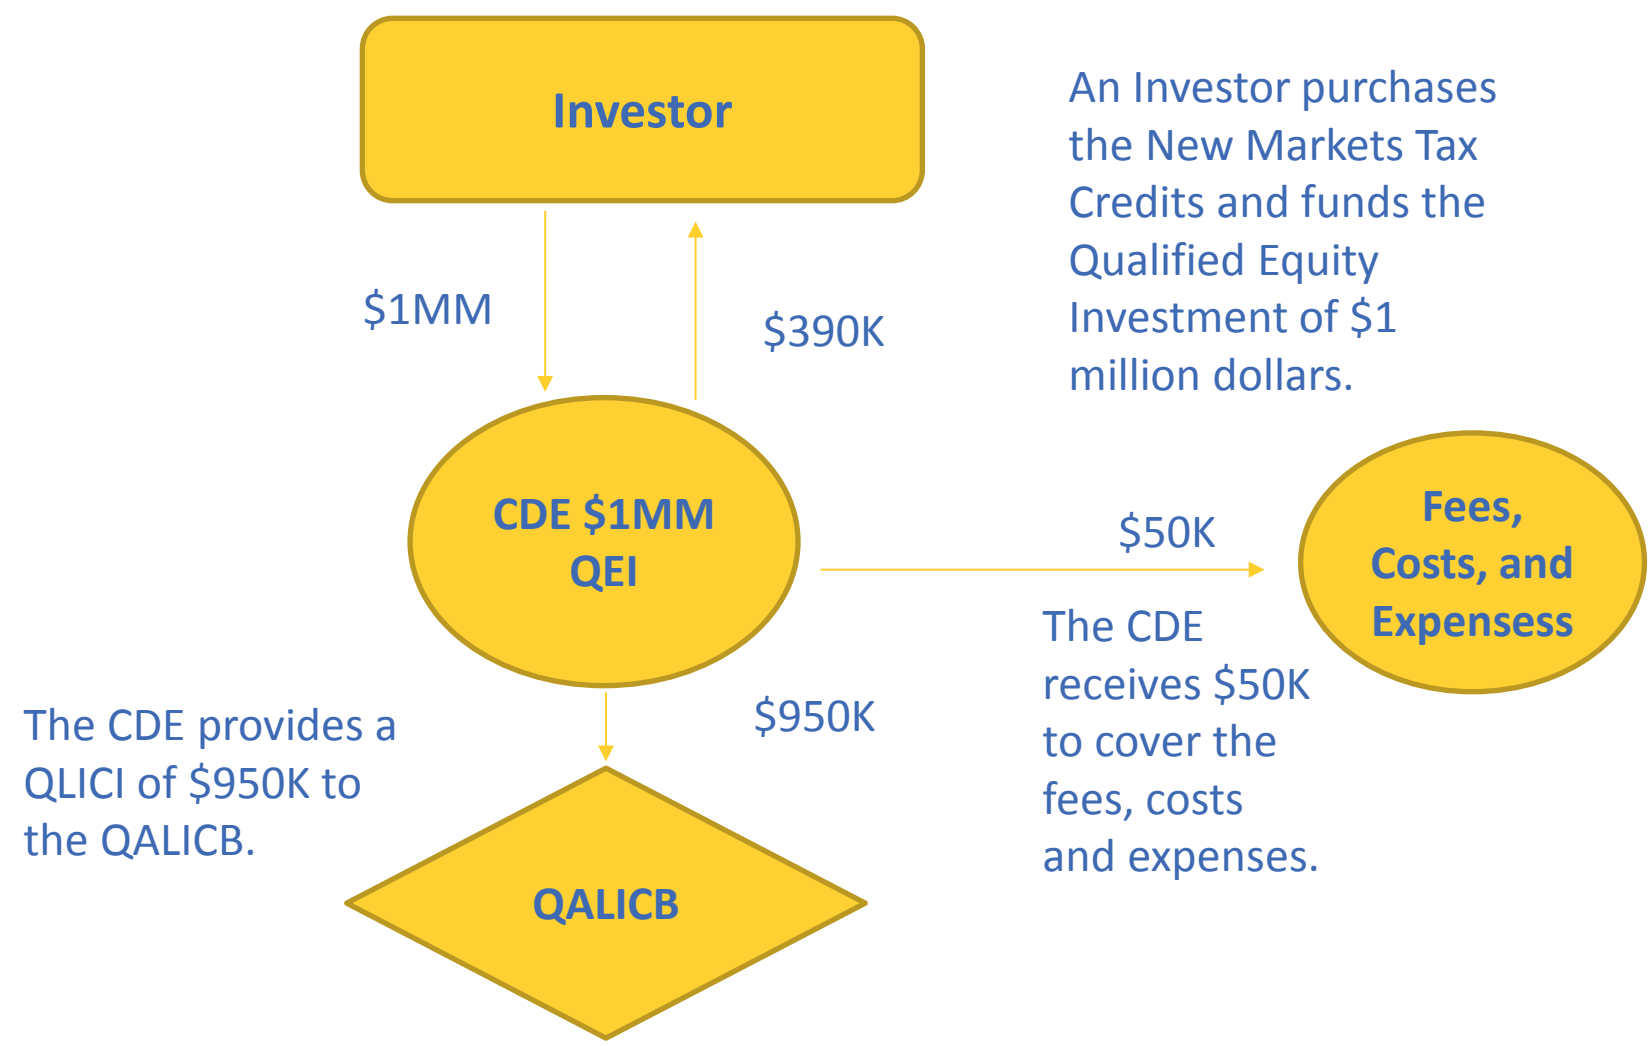 Investor
An Investor purchases
the New Markets Tax
Credits and funds the
Qualified Equity
Investment of $1
million dollars.
$1MM
$390K
CDE $1MM
QEI
$50K
Fees,
Costs, and
Expensess
The CDE
receives $50K
to cover the
fees, costs
and expenses.
$950K
The CDE provides a
QLICI of $950K to
the QALICB.
QALICB